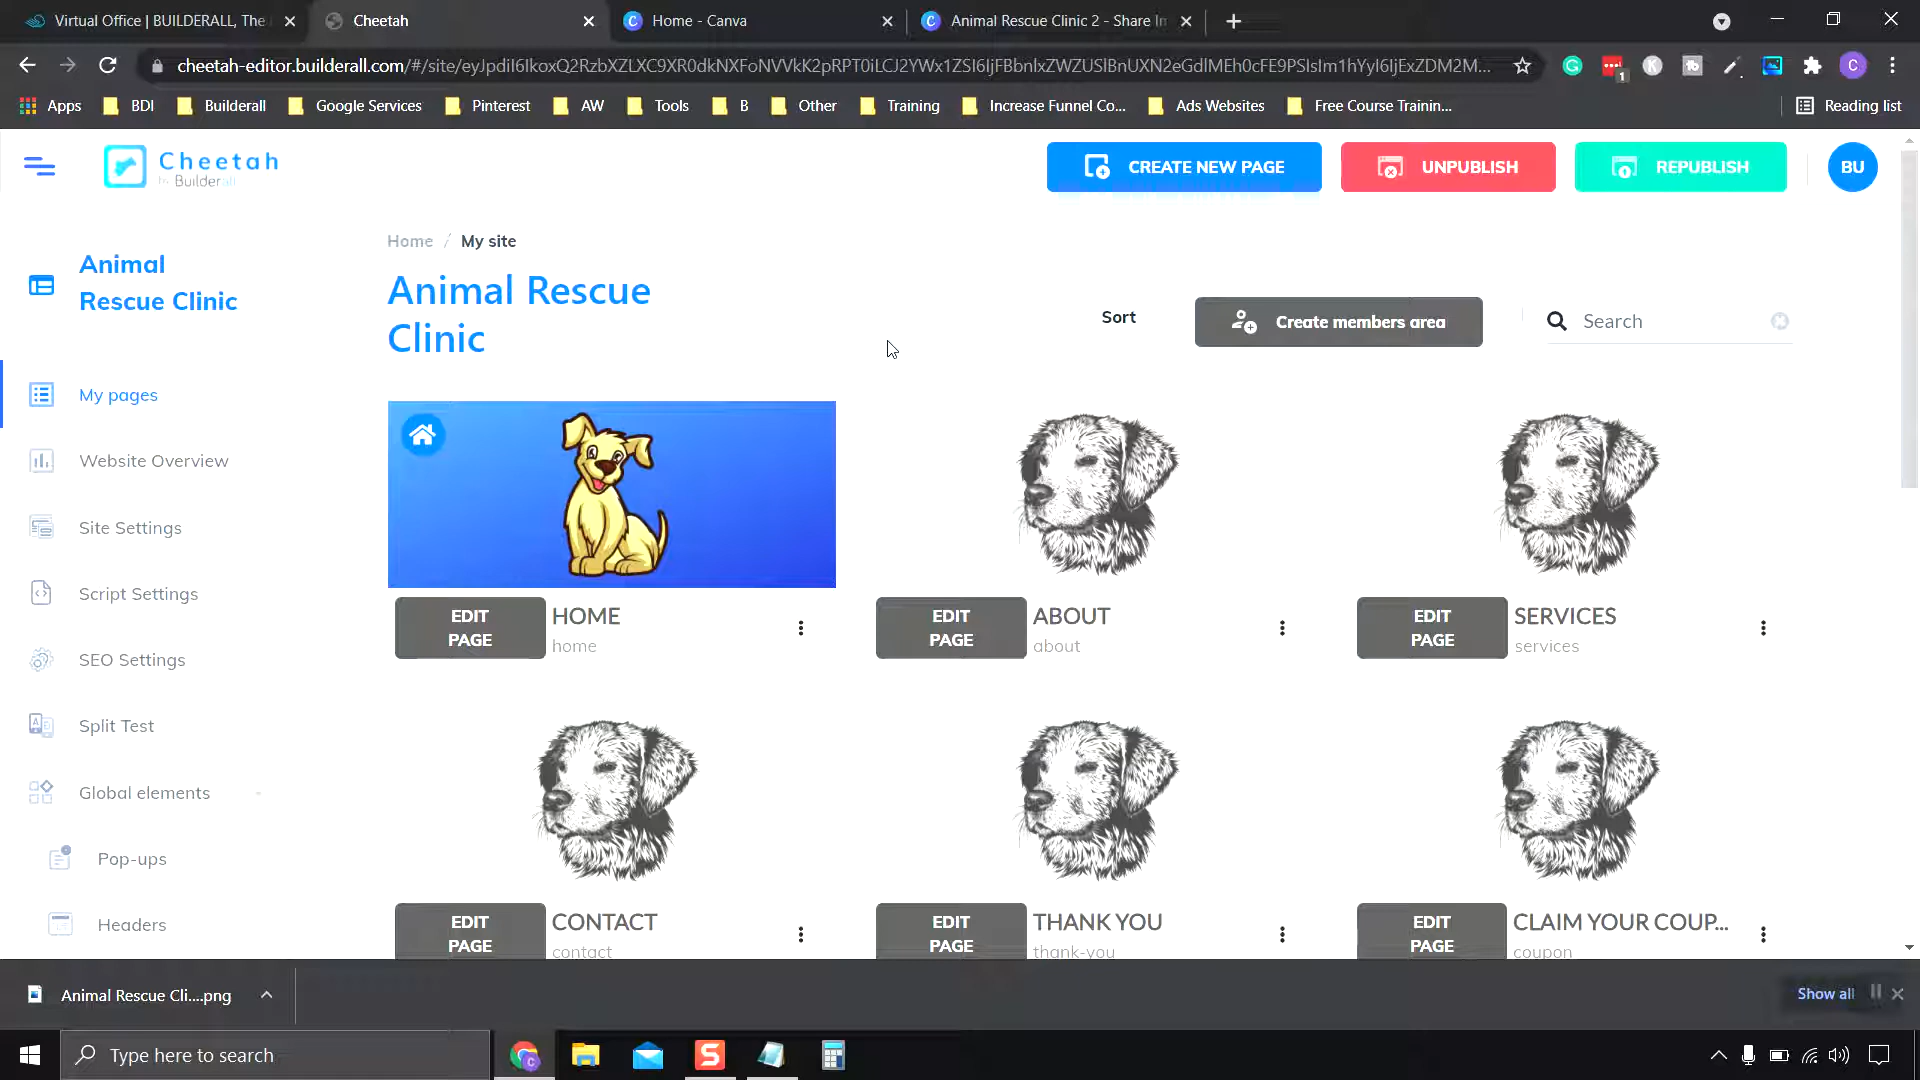 Virtual Office | BUILDERALL, The
Cheetah
Home - Canva
Animal Rescue Clinic 2 - Share Im
cheetah-editor.builderall.com/#/site/
Apps
BDI
Builderall
Google Services
Pinterest
AW
Tools
B
Other
Training
Increase Funnel Co...
Ads Websites
Free Course Trainin...
Reading list
Cheetah
by Builderall
CREATE NEW PAGE
UNPUBLISH
REPUBLISH
BU
Home / My site
Animal
Rescue Clinic
Animal Rescue
Clinic
Sort
Create members area
Search
My pages
Website Overview
Site Settings
Script Settings
SEO Settings
Split Test
Global elements
Pop-ups
Headers
EDIT
PAGE
HOME
home
EDIT
PAGE
ABOUT
about
EDIT
PAGE
SERVICES
services
EDIT
PAGE
CONTACT
contact
EDIT
PAGE
THANK YOU
thank-you
EDIT
PAGE
CLAIM YOUR COUP...
coupon
Animal Rescue Cli....png
Show all
Type here to search